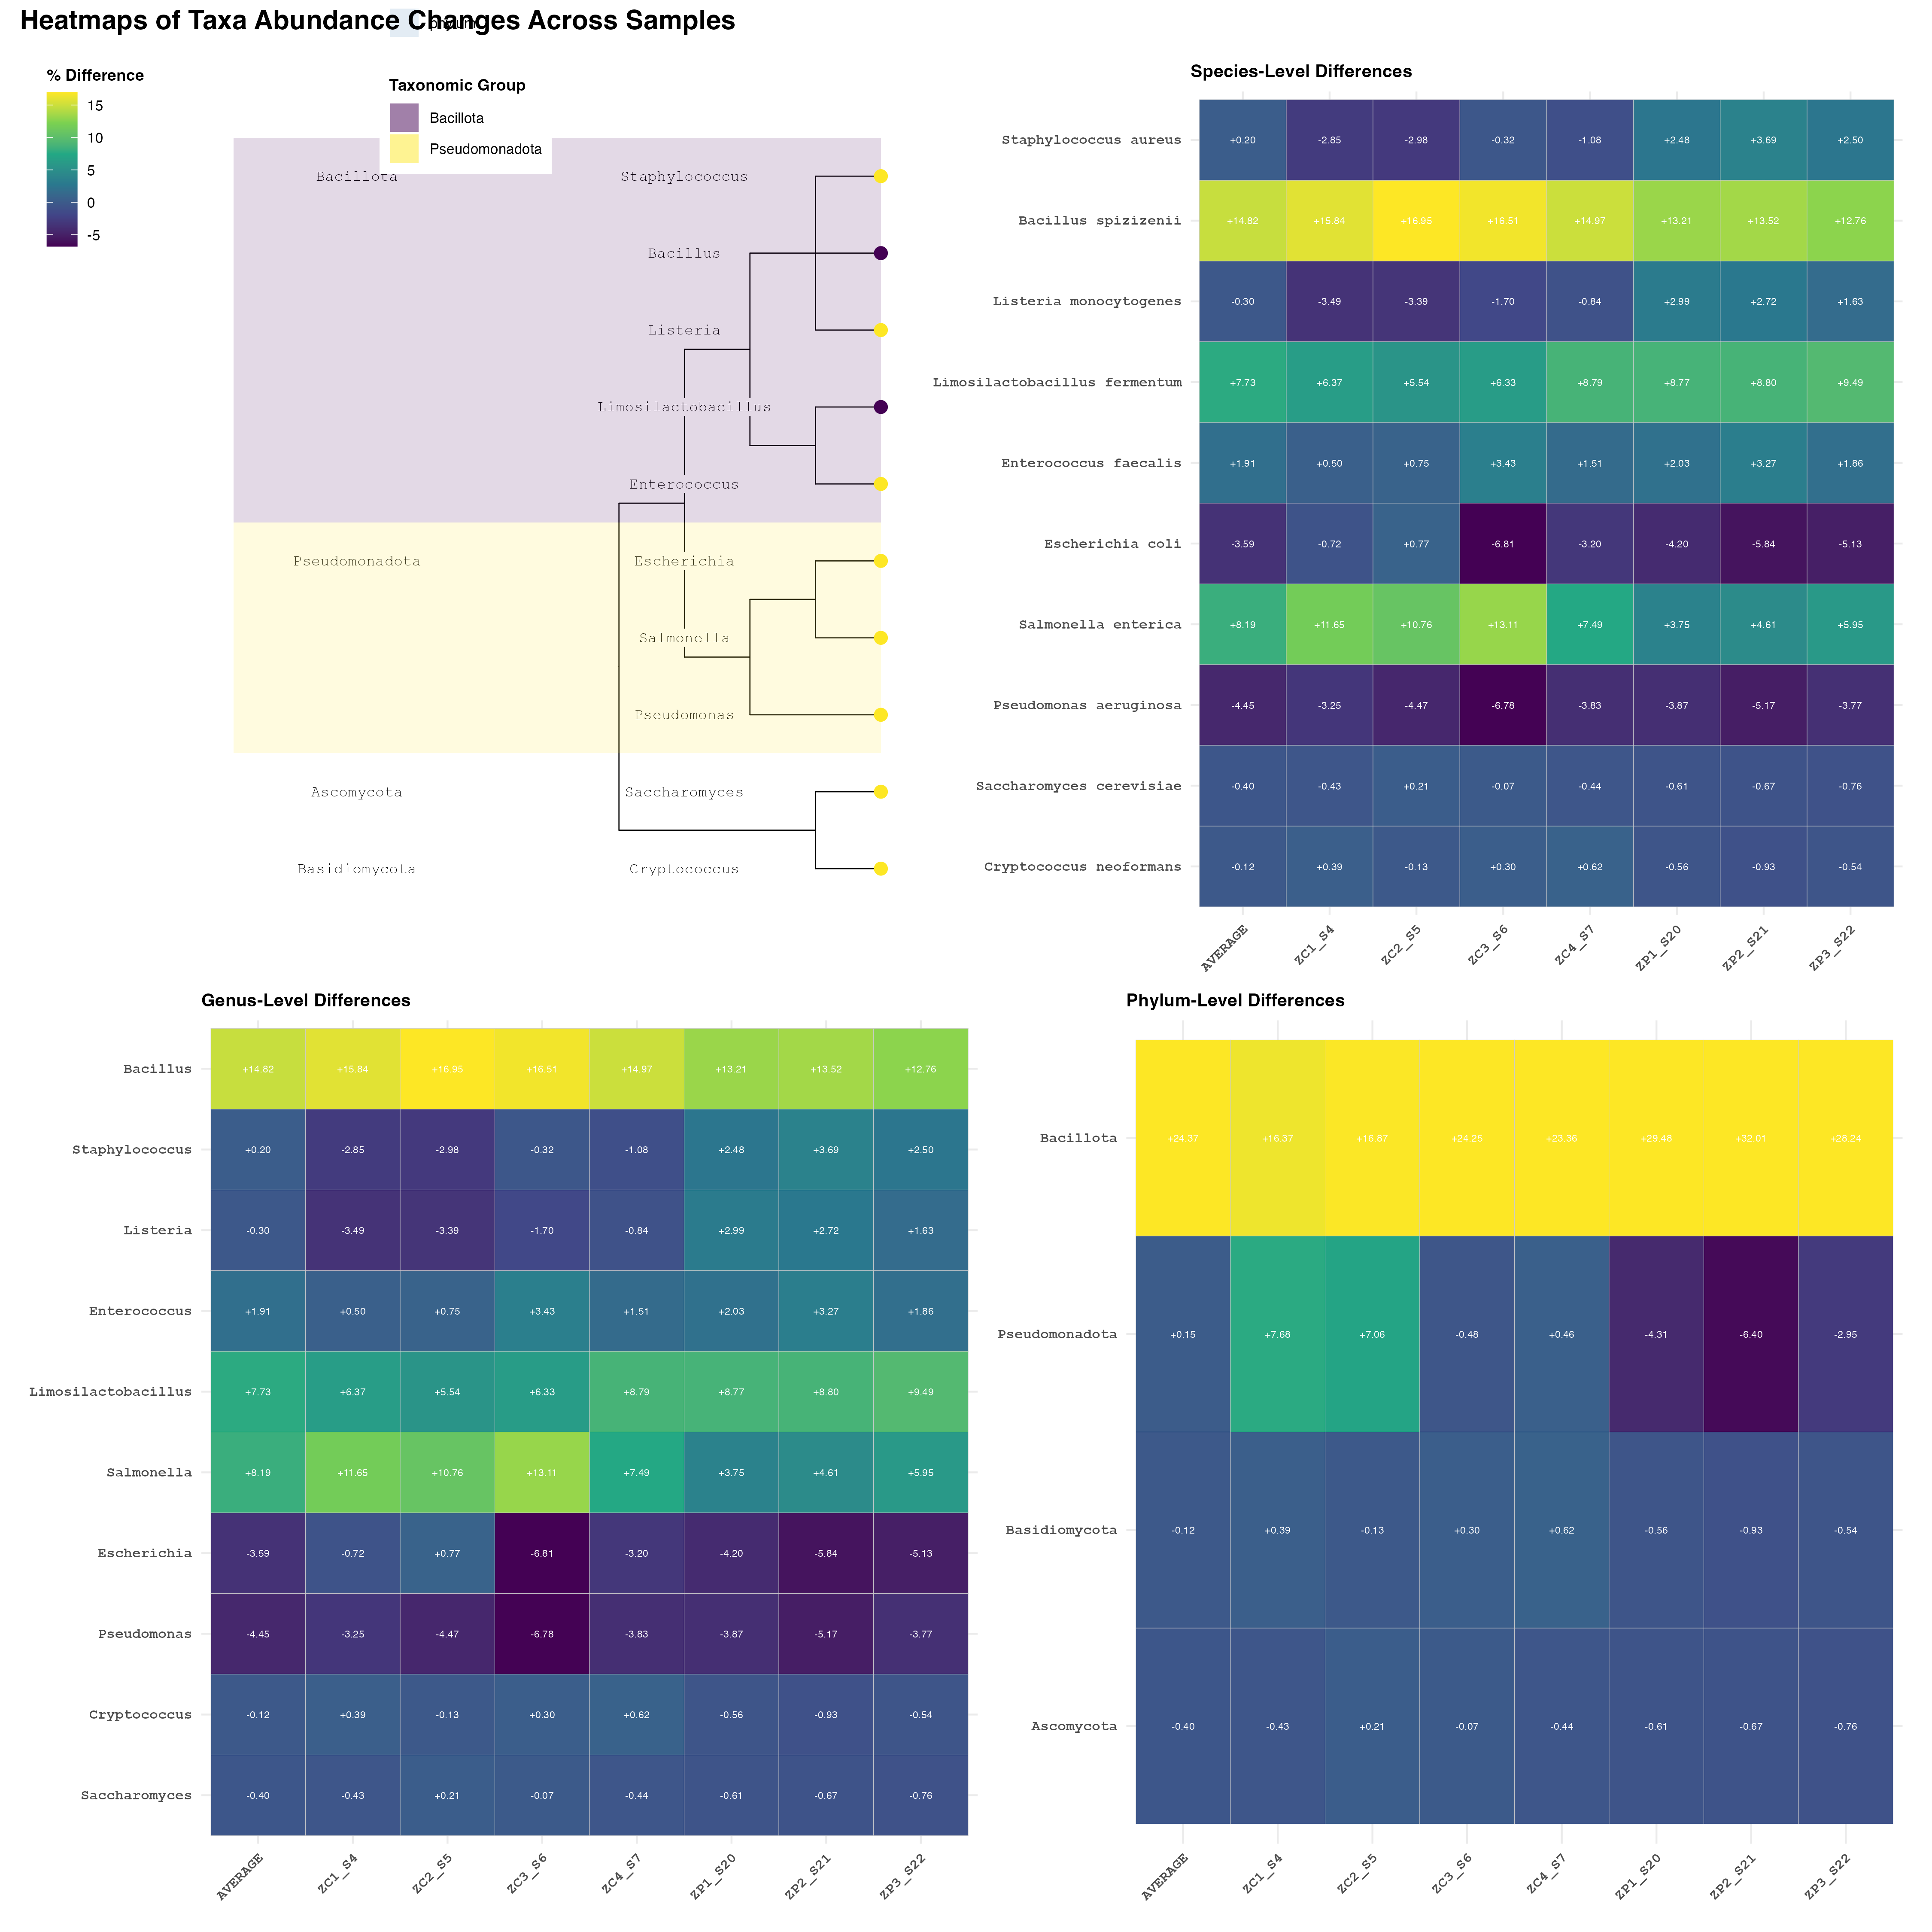 Heatmaps of Taxa Abundance Changes Across Samples
phylum
% Difference
15
10
5
0
-5
Taxonomic Group
Bacillota
Pseudomonadota
Bacillota
Staphylococcus
Bacillus
Listeria
Limosilactobacillus
Enterococcus
Pseudomonadota
Escherichia
Salmonella
Pseudomonas
Ascomycota
Saccharomyces
Basidiomycota
Cryptococcus
Species-Level Differences
Staphylococcus aureus +0.20 -2.85 -2.98 -0.32 -1.08 +2.48 +3.69 +2.50
Bacillus spizizenii +14.82 +15.84 +16.95 +16.51 +14.97 +13.21 +13.52 +12.76
Listeria monocytogenes -0.30 -3.49 -3.39 -1.70 -0.84 +2.99 +2.72 +1.63
Limosilactobacillus fermentum +7.73 +6.37 +5.54 +6.33 +8.79 +8.77 +8.80 +9.49
Enterococcus faecalis +1.91 +0.50 +0.75 +3.43 +1.51 +2.03 +3.27 +1.86
Escherichia coli -3.59 -0.72 +0.77 -6.81 -3.20 -4.20 -5.84 -5.13
Salmonella enterica +8.19 +11.65 +10.76 +13.11 +7.49 +3.75 +4.61 +5.95
Pseudomonas aeruginosa -4.45 -3.25 -4.47 -6.78 -3.83 -3.87 -5.17 -3.77
Saccharomyces cerevisiae -0.40 -0.43 +0.21 -0.07 -0.44 -0.61 -0.67 -0.76
Cryptococcus neoformans -0.12 +0.39 -0.13 +0.30 +0.62 -0.56 -0.93 -0.54
AVERAGE ZC1_S4 ZC2_S5 ZC3_S6 ZC4_S7 ZP1_S20 ZP2_S21 ZP3_S22
Genus-Level Differences
Bacillus +14.82 +15.84 +16.95 +16.51 +14.97 +13.21 +13.52 +12.76
Staphylococcus +0.20 -2.85 -2.98 -0.32 -1.08 +2.48 +3.69 +2.50
Listeria -0.30 -3.49 -3.39 -1.70 -0.84 +2.99 +2.72 +1.63
Enterococcus +1.91 +0.50 +0.75 +3.43 +1.51 +2.03 +3.27 +1.86
Limosilactobacillus +7.73 +6.37 +5.54 +6.33 +8.79 +8.77 +8.80 +9.49
Salmonella +8.19 +11.65 +10.76 +13.11 +7.49 +3.75 +4.61 +5.95
Escherichia -3.59 -0.72 +0.77 -6.81 -3.20 -4.20 -5.84 -5.13
Pseudomonas -4.45 -3.25 -4.47 -6.78 -3.83 -3.87 -5.17 -3.77
Cryptococcus -0.12 +0.39 -0.13 +0.30 +0.62 -0.56 -0.93 -0.54
Saccharomyces -0.40 -0.43 +0.21 -0.07 -0.44 -0.61 -0.67 -0.76
AVERAGE ZC1_S4 ZC2_S5 ZC3_S6 ZC4_S7 ZP1_S20 ZP2_S21 ZP3_S22
Phylum-Level Differences
Bacillota +24.37 +16.37 +16.87 +24.25 +23.36 +29.48 +32.01 +28.24
Pseudomonadota +0.15 +7.68 +7.06 -0.48 +0.46 -4.31 -6.40 -2.95
Basidiomycota -0.12 +0.39 -0.13 +0.30 +0.62 -0.56 -0.93 -0.54
Ascomycota -0.40 -0.43 +0.21 -0.07 -0.44 -0.61 -0.67 -0.76
AVERAGE ZC1_S4 ZC2_S5 ZC3_S6 ZC4_S7 ZP1_S20 ZP2_S21 ZP3_S22